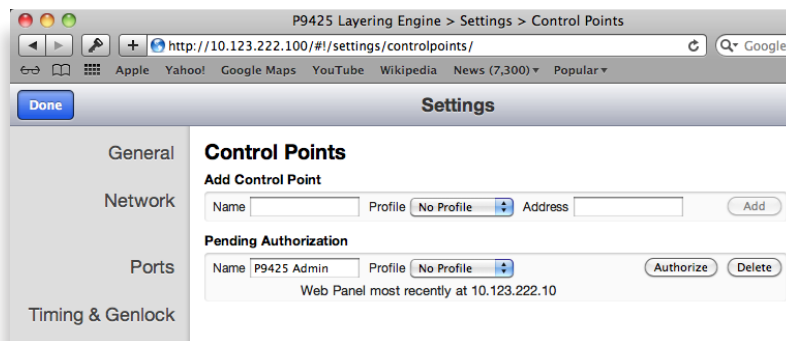 P9425 Layering Engine > Settings > Control Points
http://10.123.222.100/#!/settings/controlpoints/ Google
Apple Yahoo! Google Maps YouTube Wikipedia News (7,300) Popular
Done Settings
General
Network
Ports
Timing & Genlock
Control Points
Add Control Point
Name Profile No Profile Address Add
Pending Authorization
Name P9425 Admin Profile No Profile Authorize Delete
Web Panel most recently at 10.123.222.10